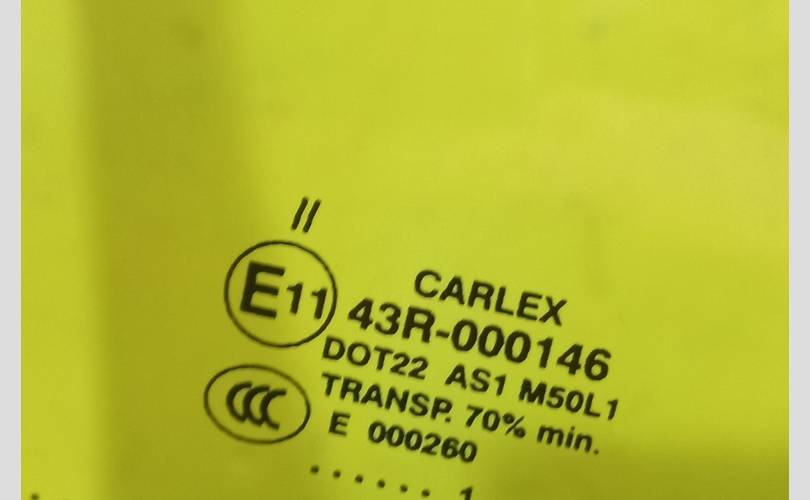 //
E11 CARLEX
43R-000146
DOT22 AS1 M50L1
TRANSP. 70% min.
CCC E 000260
. . . . . . 1